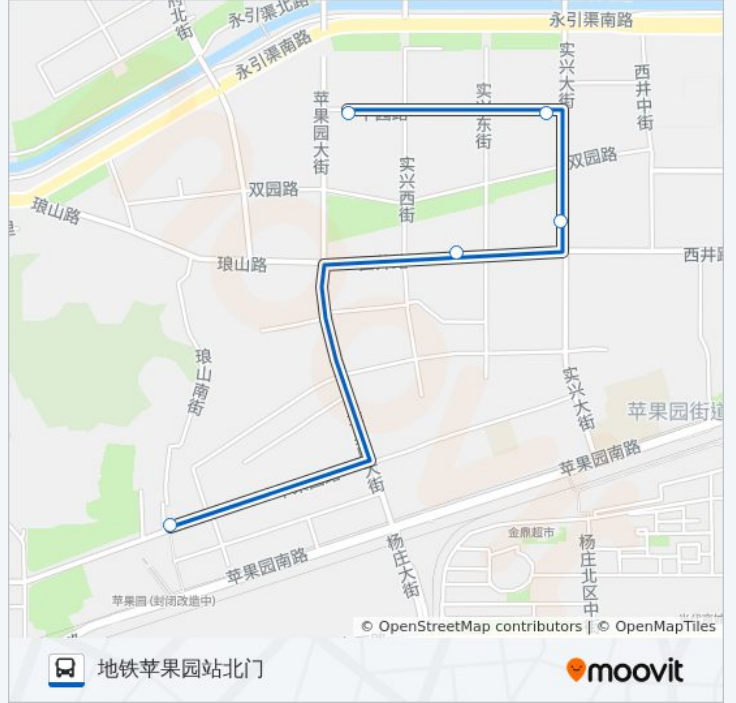 永引渠北路
永引渠南路
永引渠南路
实兴大街
西井中街
苹果园大街
实兴东街
双园路
实兴西街
双园路
琅山路
琅山路
琅山南街
实兴大街
苹果园街道
苹果园南路
大街
杨庄大街
金鼎超市
杨庄北区中
苹果园南路
苹果园(封闭改造中)
© OpenStreetMap contributors | © OpenMapTiles
地铁苹果园站北门
moovit